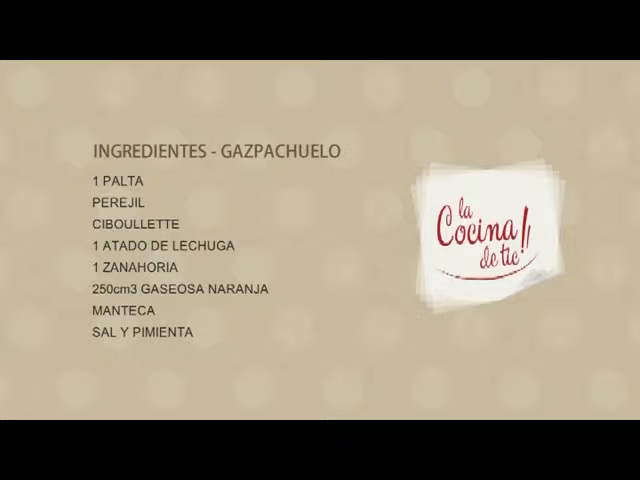 INGREDIENTES - GAZPACHUELO
1 PALTA
PEREJIL
CIBOULLETTE
1 ATADO DE LECHUGA
1 ZANAHORIA
250cm3 GASEOSA NARANJA
MANTECA
SAL Y PIMIENTA
la
Cocina!!
de tic